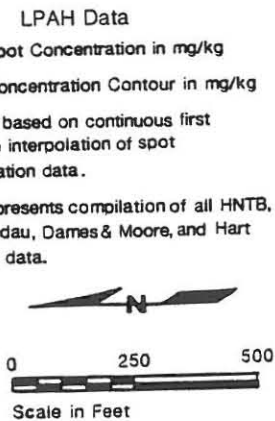 LPAH Data
pot Concentration in mg/kg
oncentration Contour in mg/kg
based on continuous first
interpolation of spot
ation data.
presents compilation of all HNTB,
dau, Dames & Moore, and Hart
data.
N
0 250 500
Scale in Feet